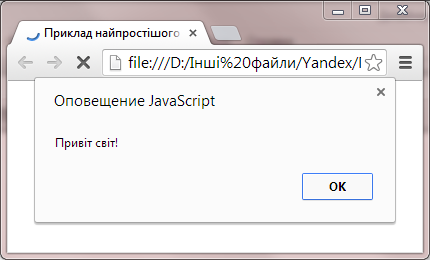 Приклад найпростішого
file:///D:/Інші%20файли/Yandex/I
Оповещение JavaScript
Привіт світ!
OK